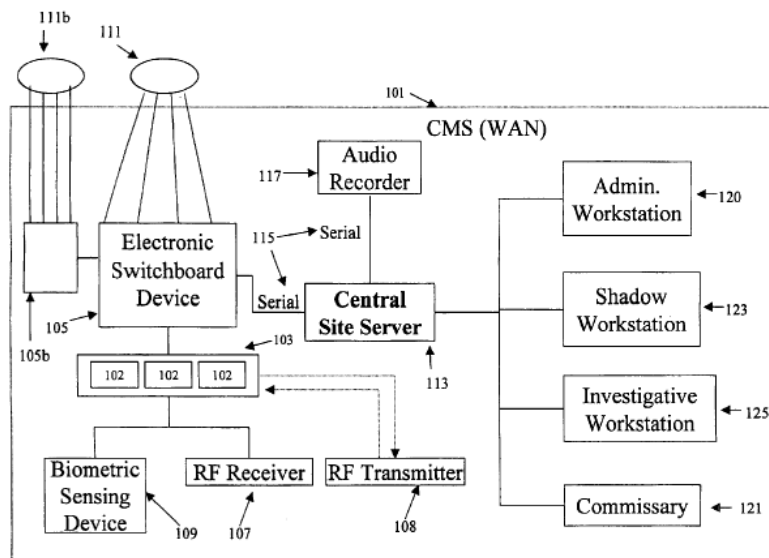 111b
111
101
CMS (WAN)
Audio
Recorder
117
Admin.
Workstation
120
Electronic
Switchboard
Device
115
Serial
Serial
Central
Site Server
Shadow
Workstation
123
105
105b
103
113
102
102
102
Investigative
Workstation
125
Biometric
Sensing
Device
RF Receiver
RF Transmitter
109
107
108
Commissary
121